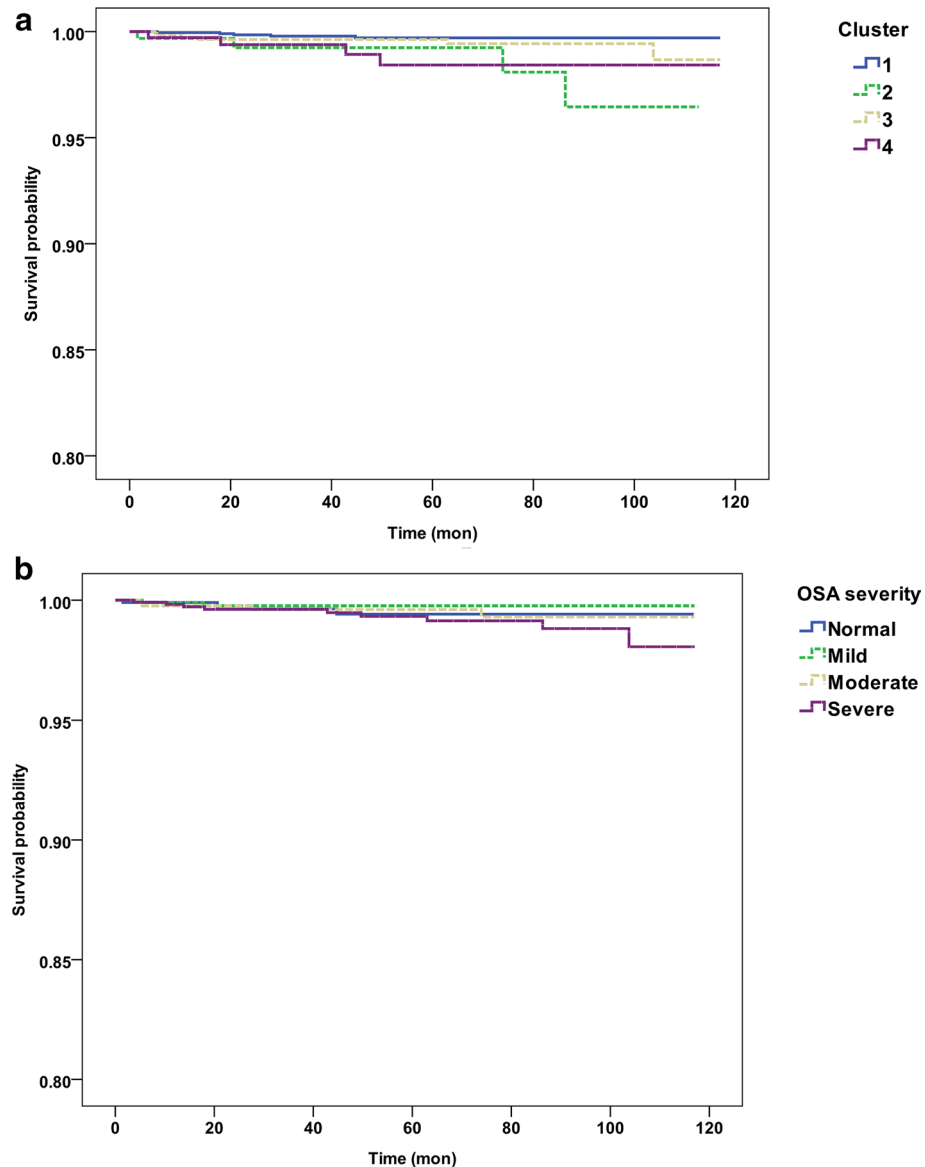 a
Cluster
1
2
3
4
1.00
0.95
0.90
0.85
0.80
Survival probability
0 20 40 60 80 100 120
Time (mon)
b
OSA severity
Normal
Mild
Moderate
Severe
1.00
0.95
0.90
0.85
0.80
Survival probability
0 20 40 60 80 100 120
Time (mon)